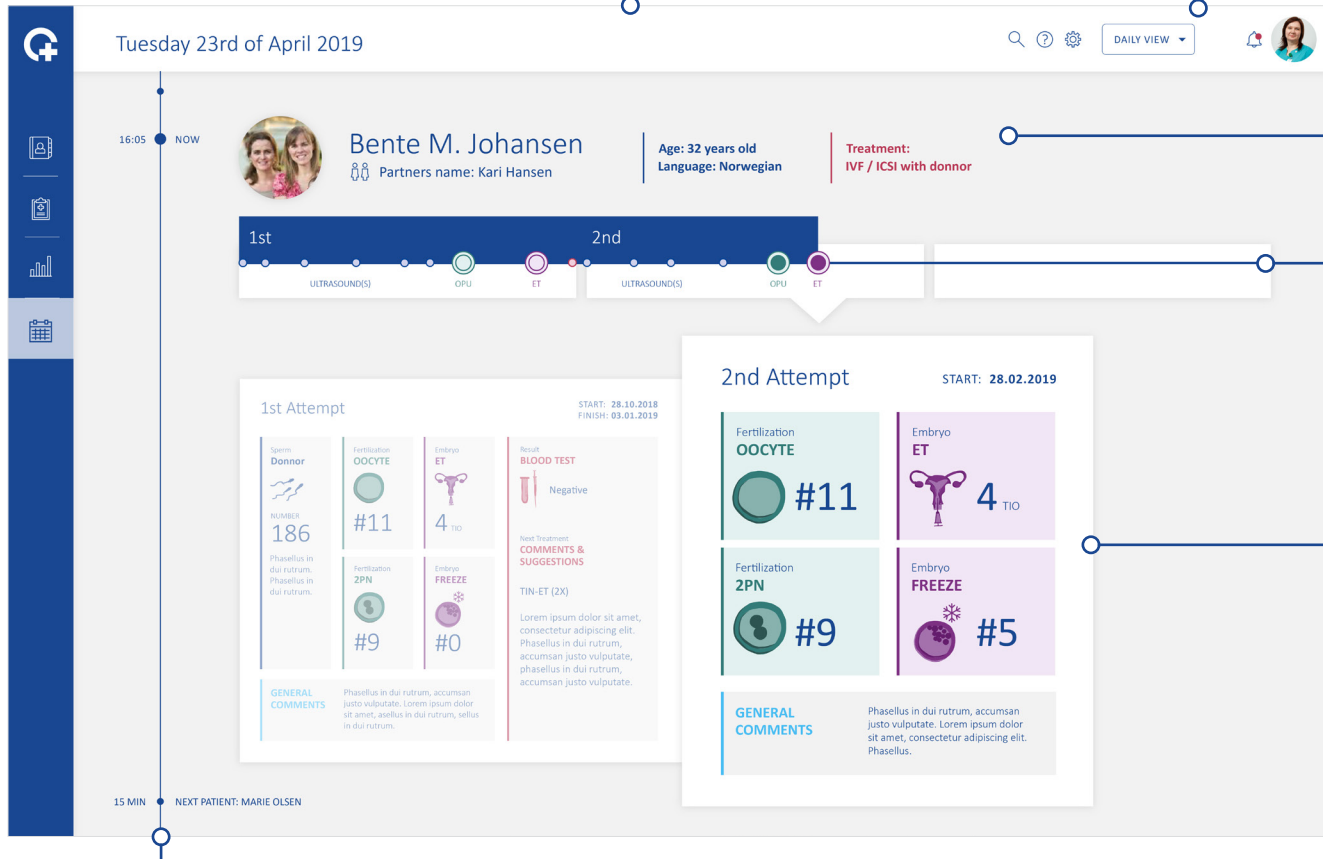 Tuesday 23rd of April 2019
DAILY VIEW
16:05 NOW
Bente M. Johansen
Partners name: Kari Hansen
Age: 32 years old
Language: Norwegian
Treatment:
IVF / ICSI with donnor
1st 2nd
ULTRASOUND(S) OPU ET ULTRASOUND(S) OPU ET
1st Attempt
START: 28.10.2018
FINISH: 03.01.2019
Sperm
Donnor
NUMBER
186
Phasellus in
dui rutrum.
Phasellus in
dui rutrum.
Fertilization
OOCYTE
#11
Embryo
ET
4 TIO
Fertilization
2PN
#9
Embryo
FREEZE
#0
Result
BLOOD TEST
Negative
Next Treatment
COMMENTS &
SUGGESTIONS
TIN-ET (2X)
Lorem ipsum dolor sit amet,
consectetur adipiscing elit.
Phasellus in dui rutrum,
accumsan justo vulputate,
phasellus in dui rutrum,
accumsan justo vulputate.
GENERAL
COMMENTS
Phasellus in dui rutrum, accumsan
justo vulputate. Lorem ipsum dolor
sit amet, asellus in dui rutrum, sellus
in dui rutrum.
2nd Attempt
START: 28.02.2019
Fertilization
OOCYTE
#11
Embryo
ET
4 TIO
Fertilization
2PN
#9
Embryo
FREEZE
#5
GENERAL
COMMENTS
Phasellus in dui rutrum, accumsan
justo vulputate. Lorem ipsum dolor
sit amet, consectetur adipiscing elit.
Phasellus.
15 MIN NEXT PATIENT: MARIE OLSEN